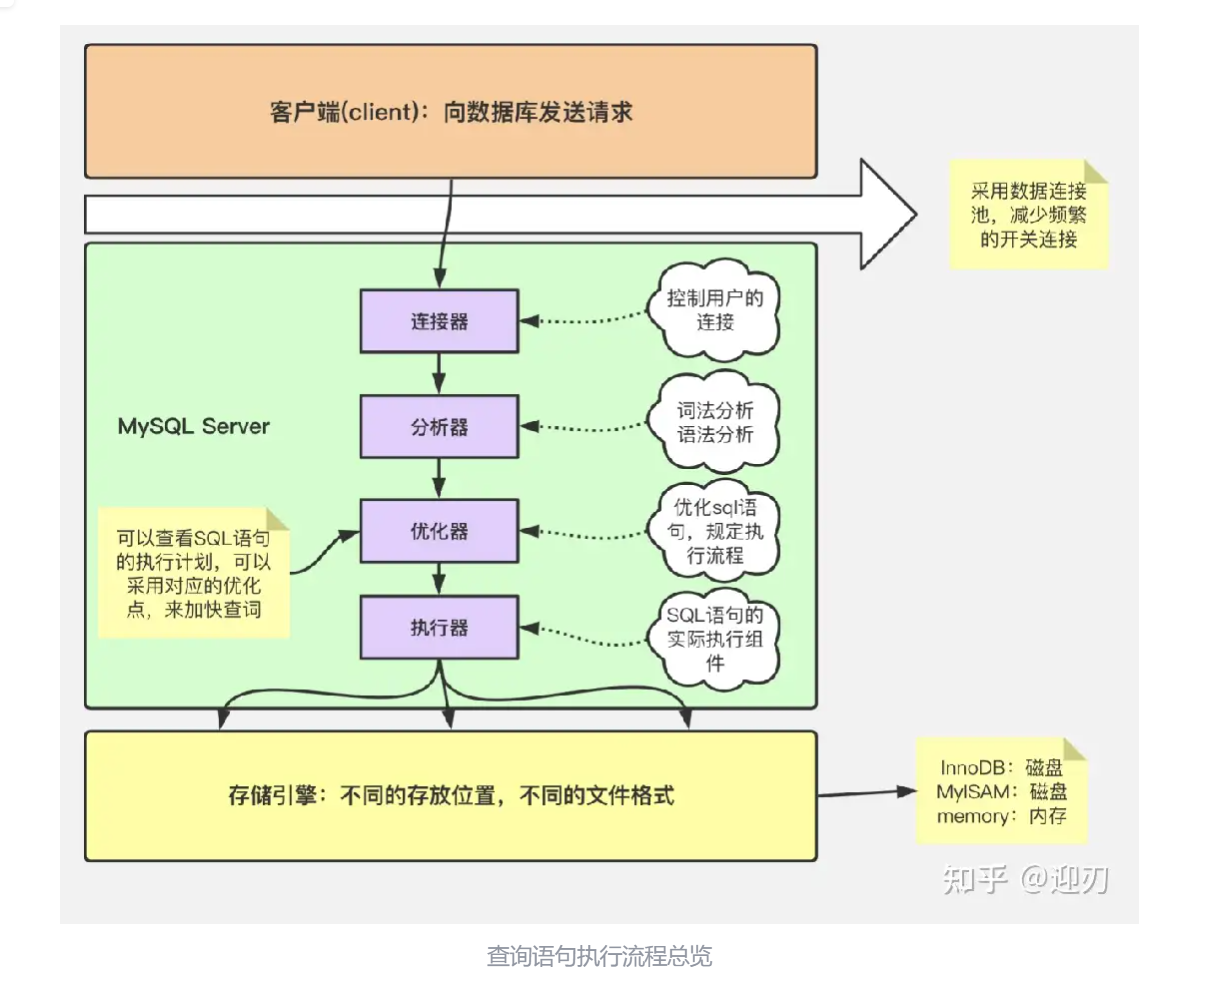 客户端(client)：向数据库发送请求
采用数据连接
池，减少频繁
的开关连接
连接器
控制用户的
连接
MySQL Server
分析器
词法分析
语法分析
可以查看SQL语句
的执行计划，可以
采用对应的优化
点，来加快查词
优化器
优化sql语
句，规定执
行流程
执行器
SQL语句的
实际执行组
件
存储引擎：不同的存放位置，不同的文件格式
InnoDB：磁盘
MyISAM：磁盘
memory：内存
知乎 @迎刃
查询语句执行流程总览